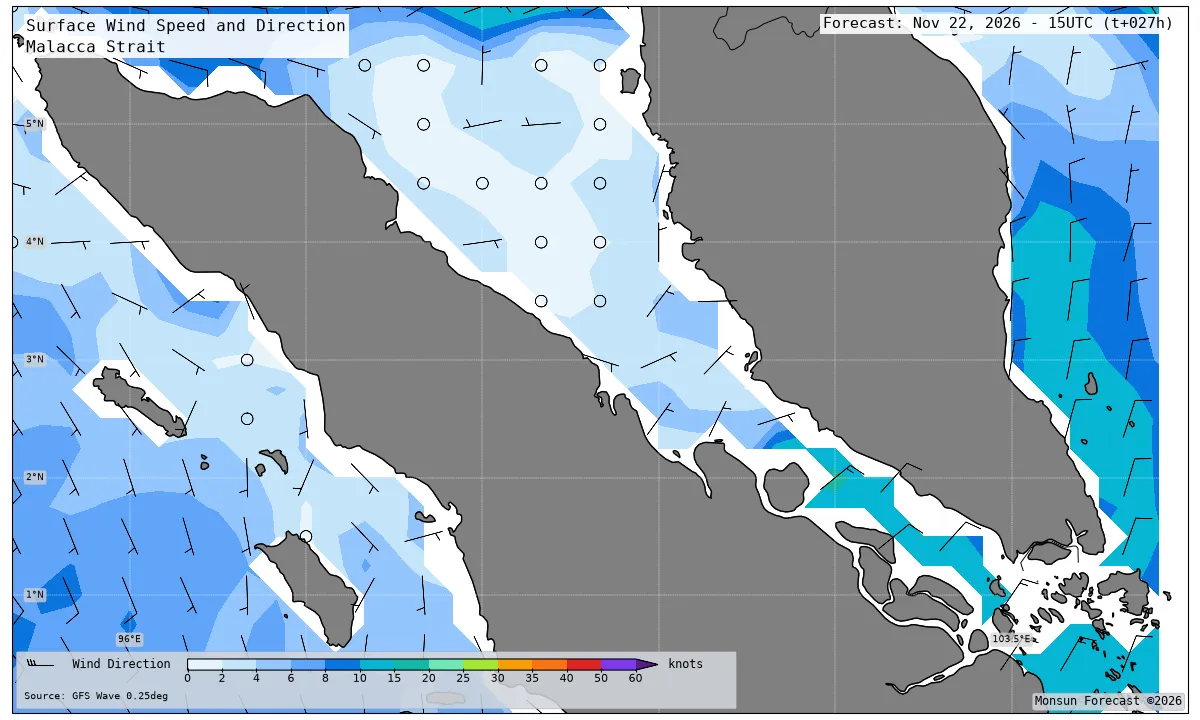 Surface Wind Speed and Direction
Malacca Strait
Forecast: Nov 22, 2026 - 15UTC (t+027h)
5°N
4°N
3°N
2°N
1°N
96°E
103.5°E
Wind Direction
knots
0 2 4 6 8 10 15 20 25 30 35 40 50 60
Source: GFS Wave 0.25deg
Monsun Forecast ©2026